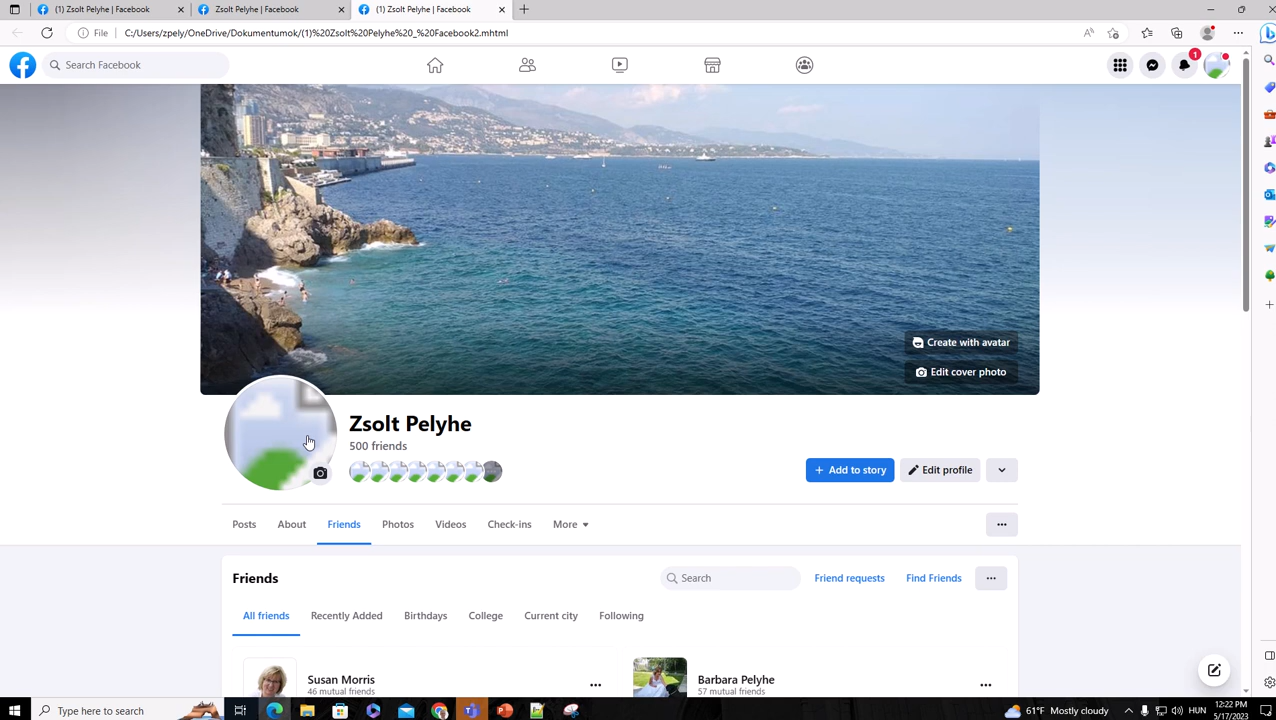 (1) Zsolt Pelyhe | Facebook
Zsolt Pelyhe | Facebook
(1) Zsolt Pelyhe | Facebook
File
C:/Users/zpely/OneDrive/Dokumentumok/(1)%20Zsolt%20Pelyhe%20_%20Facebook2.mhtml
Search Facebook
1
Create with avatar
Edit cover photo
Zsolt Pelyhe
500 friends
Add to story
Edit profile
Posts
About
Friends
Photos
Videos
Check-ins
More
Friends
Search
Friend requests
Find Friends
All friends
Recently Added
Birthdays
College
Current city
Following
Susan Morris
46 mutual friends
Barbara Pelyhe
57 mutual friends
Type here to search
61°F Mostly cloudy
HUN
12:22 PM
5/17/2023